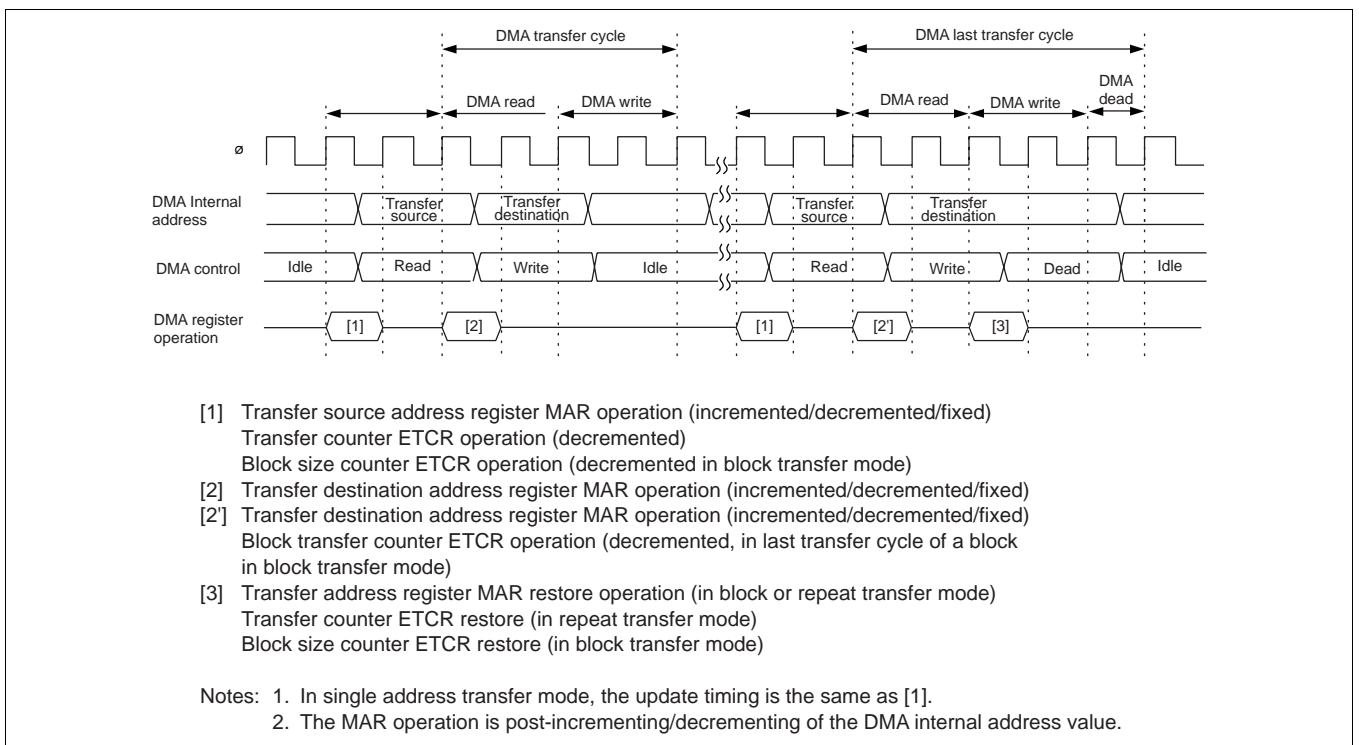 DMA transfer cycle
DMA last transfer cycle
DMA read
DMA write
DMA read
DMA write
DMA dead
ø
DMA Internal address
Transfer source
Transfer destination
Transfer source
Transfer destination
DMA control
Idle
Read
Write
Idle
Read
Write
Dead
Idle
DMA register operation
[1]
[2]
[1]
[2']
[3]
[1] Transfer source address register MAR operation (incremented/decremented/fixed)
Transfer counter ETCR operation (decremented)
Block size counter ETCR operation (decremented in block transfer mode)
[2] Transfer destination address register MAR operation (incremented/decremented/fixed)
[2'] Transfer destination address register MAR operation (incremented/decremented/fixed)
Block transfer counter ETCR operation (decremented, in last transfer cycle of a block
in block transfer mode)
[3] Transfer address register MAR restore operation (in block or repeat transfer mode)
Transfer counter ETCR restore (in repeat transfer mode)
Block size counter ETCR restore (in block transfer mode)
Notes: 1. In single address transfer mode, the update timing is the same as [1].
2. The MAR operation is post-incrementing/decrementing of the DMA internal address value.